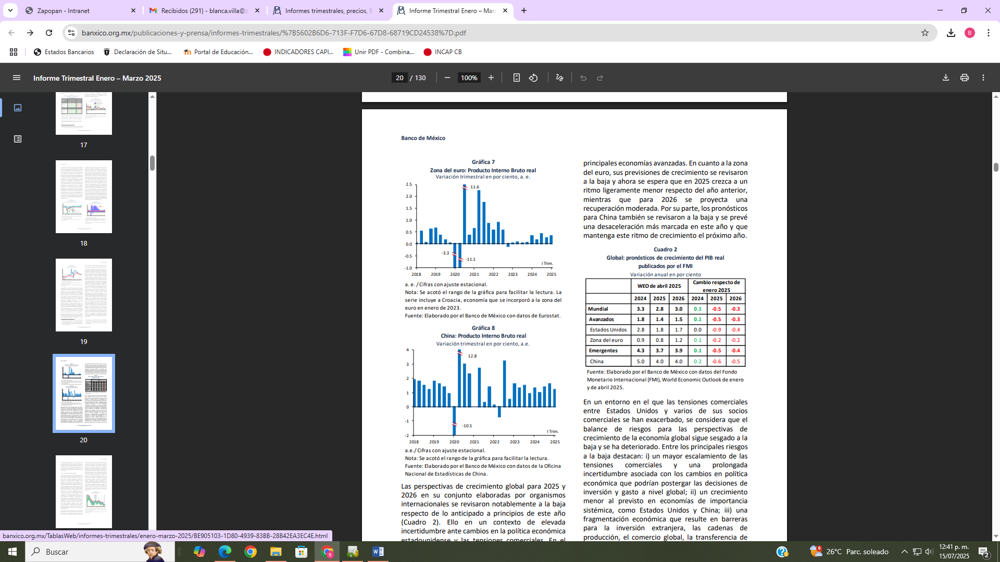 Zapopan - Intranet
Recibidos (291) - blanca.villa@z
Informes trimestrales, precios, B
Informe Trimestral Enero – Marz
banxico.org.mx/publicaciones-y-prensa/informes-trimestrales/%7B5602B6D6-713F-F7D6-67D8-68719CD24538%7D.pdf
B
Estados Bancarios
Declaración de Situ...
Portal de Educación...
INDICADORES CAPI...
Unir PDF - Combina...
INCAP CB
Informe Trimestral Enero – Marzo 2025
20 / 130
100%
17
18
19
20
Banco de México
Gráfica 7
Zona del euro: Producto Interno Bruto real
Variación trimestral en por ciento, a. e.
2.5
2.0
1.5
1.0
0.5
0.0
-0.5
-1.0
11.6
-3.3
-11.1
I Trim.
2018 2019 2020 2021 2022 2023 2024 2025
a. e. / Cifras con ajuste estacional.
Nota: Se acotó el rango de la gráfica para facilitar la lectura. La
serie incluye a Croacia, economía que se incorporó a la zona del
euro en enero de 2023.
Fuente: Elaborado por el Banco de México con datos de Eurostat.
Gráfica 8
China: Producto Interno Bruto real
Variación trimestral en por ciento, a.e.
4
3
2
1
0
-1
-2
12.8
-10.5
I Trim.
2018 2019 2020 2021 2022 2023 2024 2025
a.e./ Cifras con ajuste estacional.
Nota: Se acotó el rango de la gráfica para facilitar la lectura.
Fuente: Elaborado por el Banco de México con datos de la Oficina
Nacional de Estadísticas de China.
Las perspectivas de crecimiento global para 2025 y
2026 en su conjunto elaboradas por organismos
internacionales se revisaron notablemente a la baja
respecto de lo anticipado a principios de este año
(Cuadro 2). Ello en un contexto de elevada
incertidumbre ante cambios en la política económica
estadounidense y las tensiones comerciales. En el
principales economías avanzadas. En cuanto a la zona
del euro, sus previsiones de crecimiento se revisaron
a la baja y ahora se espera que en 2025 crezca a un
ritmo ligeramente menor respecto del año anterior,
mientras que para 2026 se proyecta una
recuperación moderada. Por su parte, los pronósticos
para China también se revisaron a la baja y se prevé
una desaceleración más marcada en este año y que
mantenga este ritmo de crecimiento el próximo año.
Cuadro 2
Global: pronósticos de crecimiento del PIB real
publicados por el FMI
Variación anual en por ciento
WEO de abril 2025 Cambio respecto de
enero 2025
2024 2025 2026 2024 2025 2026
Mundial 3.3 2.8 3.0 0.1 -0.5 -0.3
Avanzados 1.8 1.4 1.5 0.1 -0.5 -0.3
Estados Unidos 2.8 1.8 1.7 0.0 -0.9 -0.4
Zona del euro 0.9 0.8 1.2 0.1 -0.2 -0.2
Emergentes 4.3 3.7 3.9 0.1 -0.5 -0.4
China 5.0 4.0 4.0 0.2 -0.6 -0.5
Fuente: Elaborado por el Banco de México con datos del Fondo
Monetario Internacional (FMI), World Economic Outlook de enero
y de abril 2025.
En un entorno en el que las tensiones comerciales
entre Estados Unidos y varios de sus socios
comerciales se han exacerbado, se considera que el
balance de riesgos para las perspectivas de
crecimiento de la economía global sigue sesgado a la
baja y se ha deteriorado. Entre los principales riesgos
a la baja destacan: i) un mayor escalamiento de las
tensiones comerciales y una prolongada
incertidumbre asociada con los cambios en política
económica que podrían postergar las decisiones de
inversión y gasto a nivel global; ii) un crecimiento
menor al previsto en economías de importancia
sistémica, como Estados Unidos y China; iii) una
fragmentación económica que resulte en barreras
para la inversión extranjera, las cadenas de
producción, el comercio global, la transferencia de
banxico.org.mx/TablasWeb/informes-trimestrales/enero-marzo-2025/BE905103-1D80-4939-83BB-28B42EA3EC4E.html
Buscar
B
6
26°C Parc. soleado
12:41 p. m.
15/07/2025
2